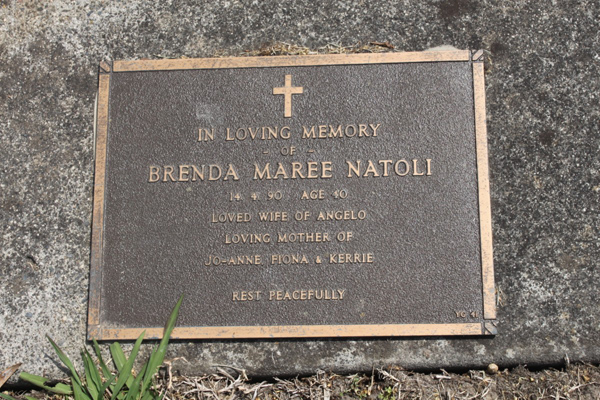 IN LOVING MEMORY
- OF -
BRENDA MAREE NATOLI
14. 4. 90 AGE 40
LOVED WIFE OF ANGELO
LOVING MOTHER OF
JO-ANNE, FIONA & KERRIE
REST PEACEFULLY